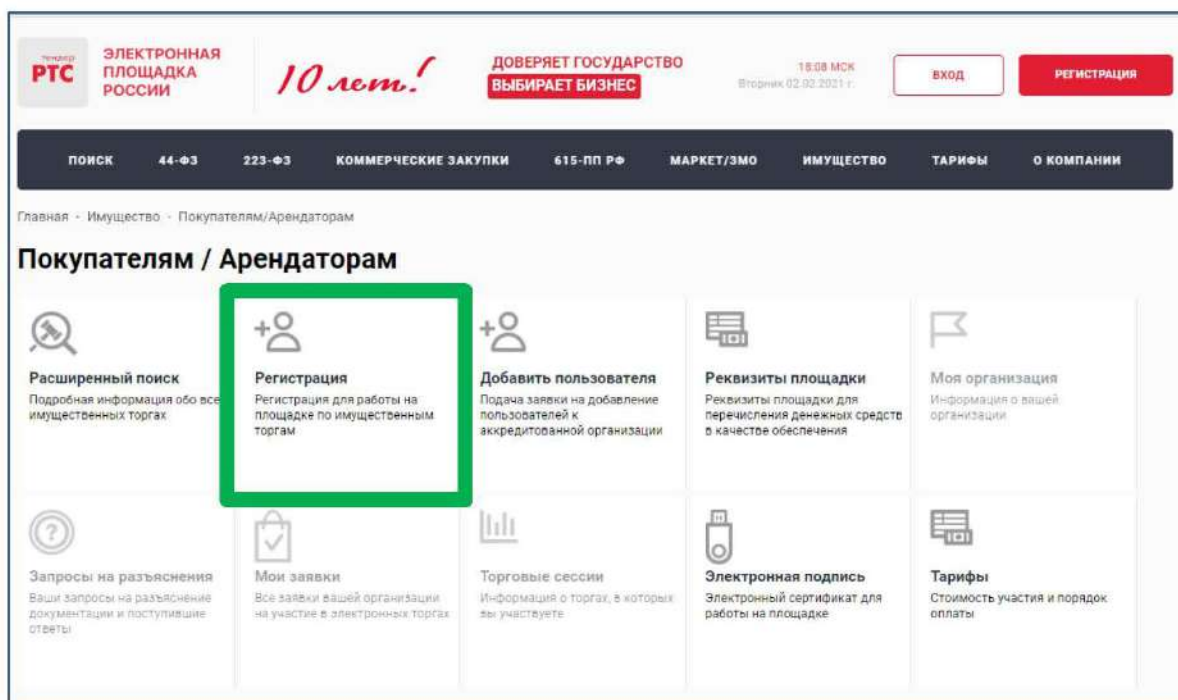 тендер
РТС
ЭЛЕКТРОННАЯ
ПЛОЩАДКА
РОССИИ
10 лет!
ДОВЕРЯЕТ ГОСУДАРСТВО
ВЫБИРАЕТ БИЗНЕС
18:08 МСК
Вторник 02.02.2021 г.
ВХОД
РЕГИСТРАЦИЯ
ПОИСК 44-ФЗ 223-ФЗ КОММЕРЧЕСКИЕ ЗАКУПКИ 615-ПП РФ МАРКЕТ/ЗМО ИМУЩЕСТВО ТАРИФЫ О КОМПАНИИ
Главная - Имущество - Покупателям/Арендаторам
Покупателям / Арендаторам
Расширенный поиск
Подробная информация обо все
имущественных торгах
Регистрация
Регистрация для работы на
площадке по имущественным
торгам
Добавить пользователя
Подача заявки на добавление
пользователей к
аккредитованной организации
Реквизиты площадки
Реквизиты площадки для
перечисления денежных средств
в качестве обеспечения
Моя организация
Информация о вашей
организации
Запросы на разъяснения
Ваши запросы на разъяснение
документации и поступившие
ответы
Мои заявки
Все заявки вашей организации
на участие в электронных торгах
Торговые сессии
Информация о торгах, в которых
вы участвуете
Электронная подпись
Электронный сертификат для
работы на площадке
Тарифы
Стоимость участия и порядок
оплаты